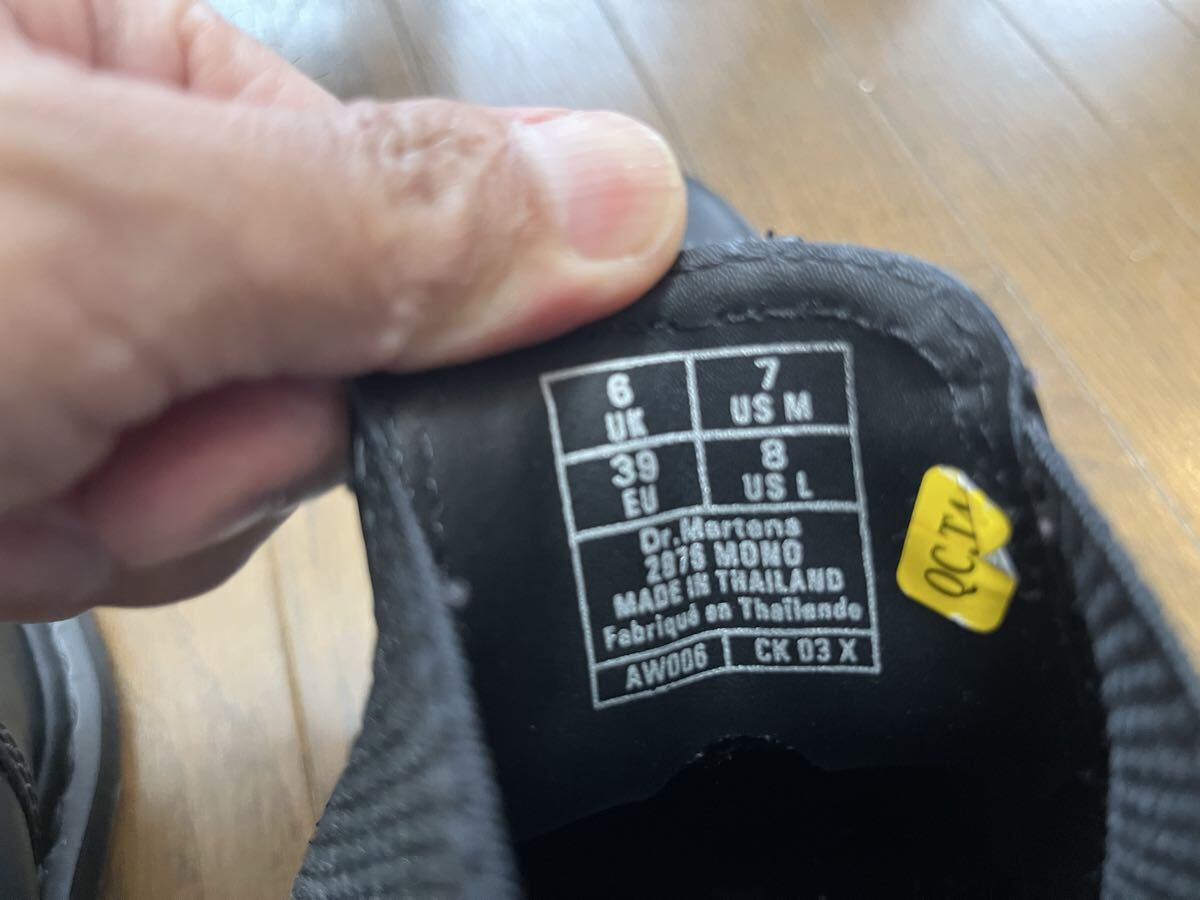 6
UK
7
US M
39
EU
8
US L
Dr.Martens
2976 MONO
MADE IN THAILAND
Fabriqué en Thaïlande
AW006
CK 03 X